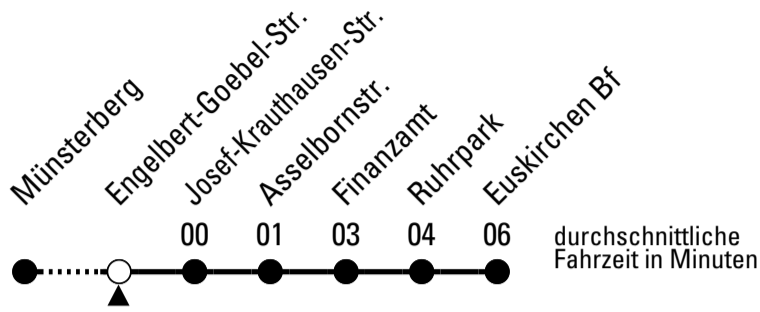 Münsterberg
Engelbert-Goebel-Str.
Josef-Krauthausen-Str.
Asselbornstr.
Finanzamt
Ruhrpark
Euskirchen Bf
00 01 03 04 06
durchschnittliche
Fahrzeit in Minuten